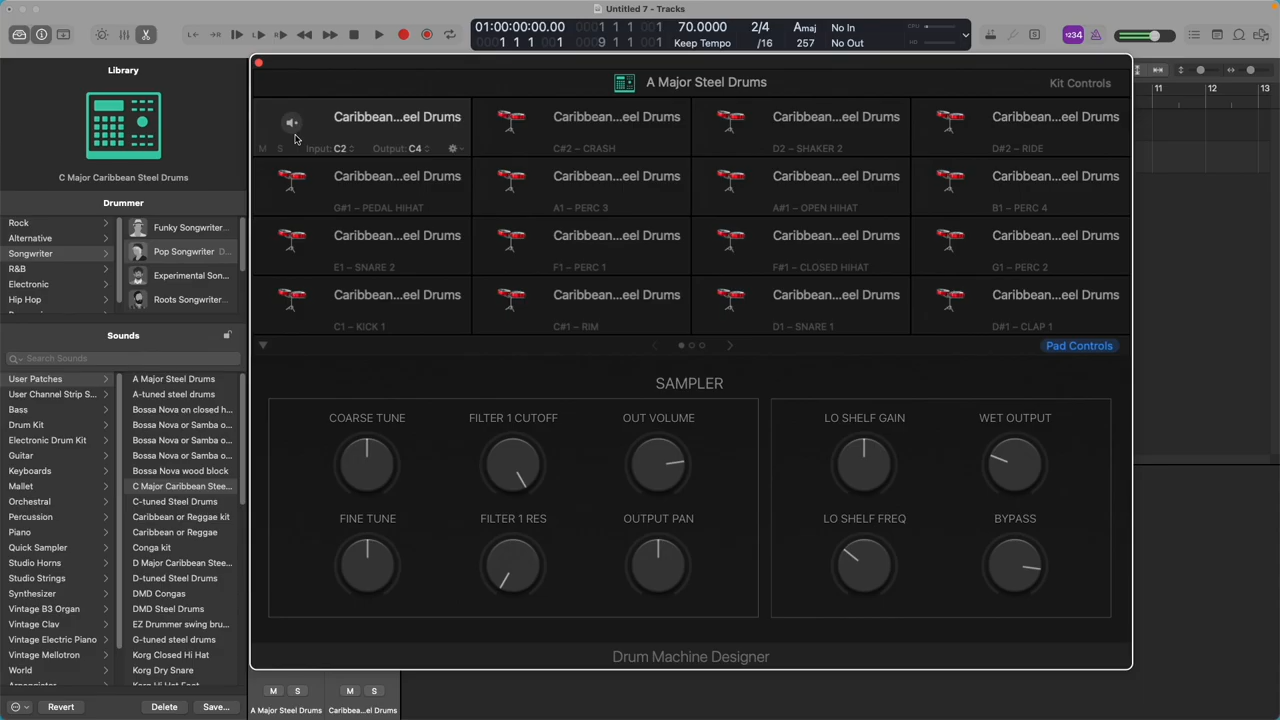 Untitled 7 - Tracks
01:00:00:00.00
0001 1 1 001
70.0000
2/4
Amaj
No In
CPU
1 1 1 001
0009 1 1 001
Keep Tempo
/16
257
No Out
HD
1234
Library
C Major Caribbean Steel Drums
Drummer
Rock
Alternative
Songwriter
R&B
Electronic
Hip Hop
Funky Songwriter...
Pop Songwriter D...
Experimental Son...
Roots Songwriter...
Sounds
Search Sounds
User Patches
User Channel Strip S...
Bass
Drum Kit
Electronic Drum Kit
Guitar
Keyboards
Mallet
Orchestral
Percussion
Piano
Quick Sampler
Studio Horns
Studio Strings
Synthesizer
Vintage B3 Organ
Vintage Clav
Vintage Electric Piano
Vintage Mellotron
World
A Major Steel Drums
A-tuned steel drums
Bossa Nova on closed h...
Bossa Nova or Samba o...
Bossa Nova or Samba o...
Bossa Nova or Samba o...
Bossa Nova wood block
C Major Caribbean Stee...
C-tuned Steel Drums
Caribbean or Reggae kit
Caribbean or Reggae
Conga kit
D Major Caribbean Stee...
D-tuned Steel Drums
DMD Congas
DMD Steel Drums
EZ Drummer swing bru...
G-tuned steel drums
Korg Closed Hi Hat
Korg Dry Snare
Revert
Delete
Save...
A Major Steel Drums
Kit Controls
Caribbean...eel Drums
M S Input: C2 Output: C4
Caribbean...eel Drums
C#2 – CRASH
Caribbean...eel Drums
D2 – SHAKER 2
Caribbean...eel Drums
D#2 – RIDE
Caribbean...eel Drums
G#1 – PEDAL HIHAT
Caribbean...eel Drums
A1 – PERC 3
Caribbean...eel Drums
A#1 – OPEN HIHAT
Caribbean...eel Drums
B1 – PERC 4
Caribbean...eel Drums
E1 – SNARE 2
Caribbean...eel Drums
F1 – PERC 1
Caribbean...eel Drums
F#1 – CLOSED HIHAT
Caribbean...eel Drums
G1 – PERC 2
Caribbean...eel Drums
C1 – KICK 1
Caribbean...eel Drums
C#1 – RIM
Caribbean...eel Drums
D1 – SNARE 1
Caribbean...eel Drums
D#1 – CLAP 1
Pad Controls
SAMPLER
COARSE TUNE
FILTER 1 CUTOFF
OUT VOLUME
LO SHELF GAIN
WET OUTPUT
FINE TUNE
FILTER 1 RES
OUTPUT PAN
LO SHELF FREQ
BYPASS
Drum Machine Designer
11
12
13
M S
M S
A Major Steel Drums
Caribbea...eel Drums